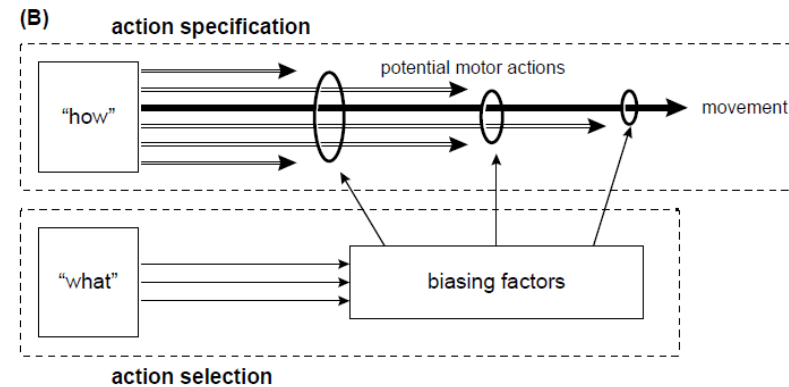 (B)
action specification
potential motor actions
"how"
movement
"what"
biasing factors
action selection